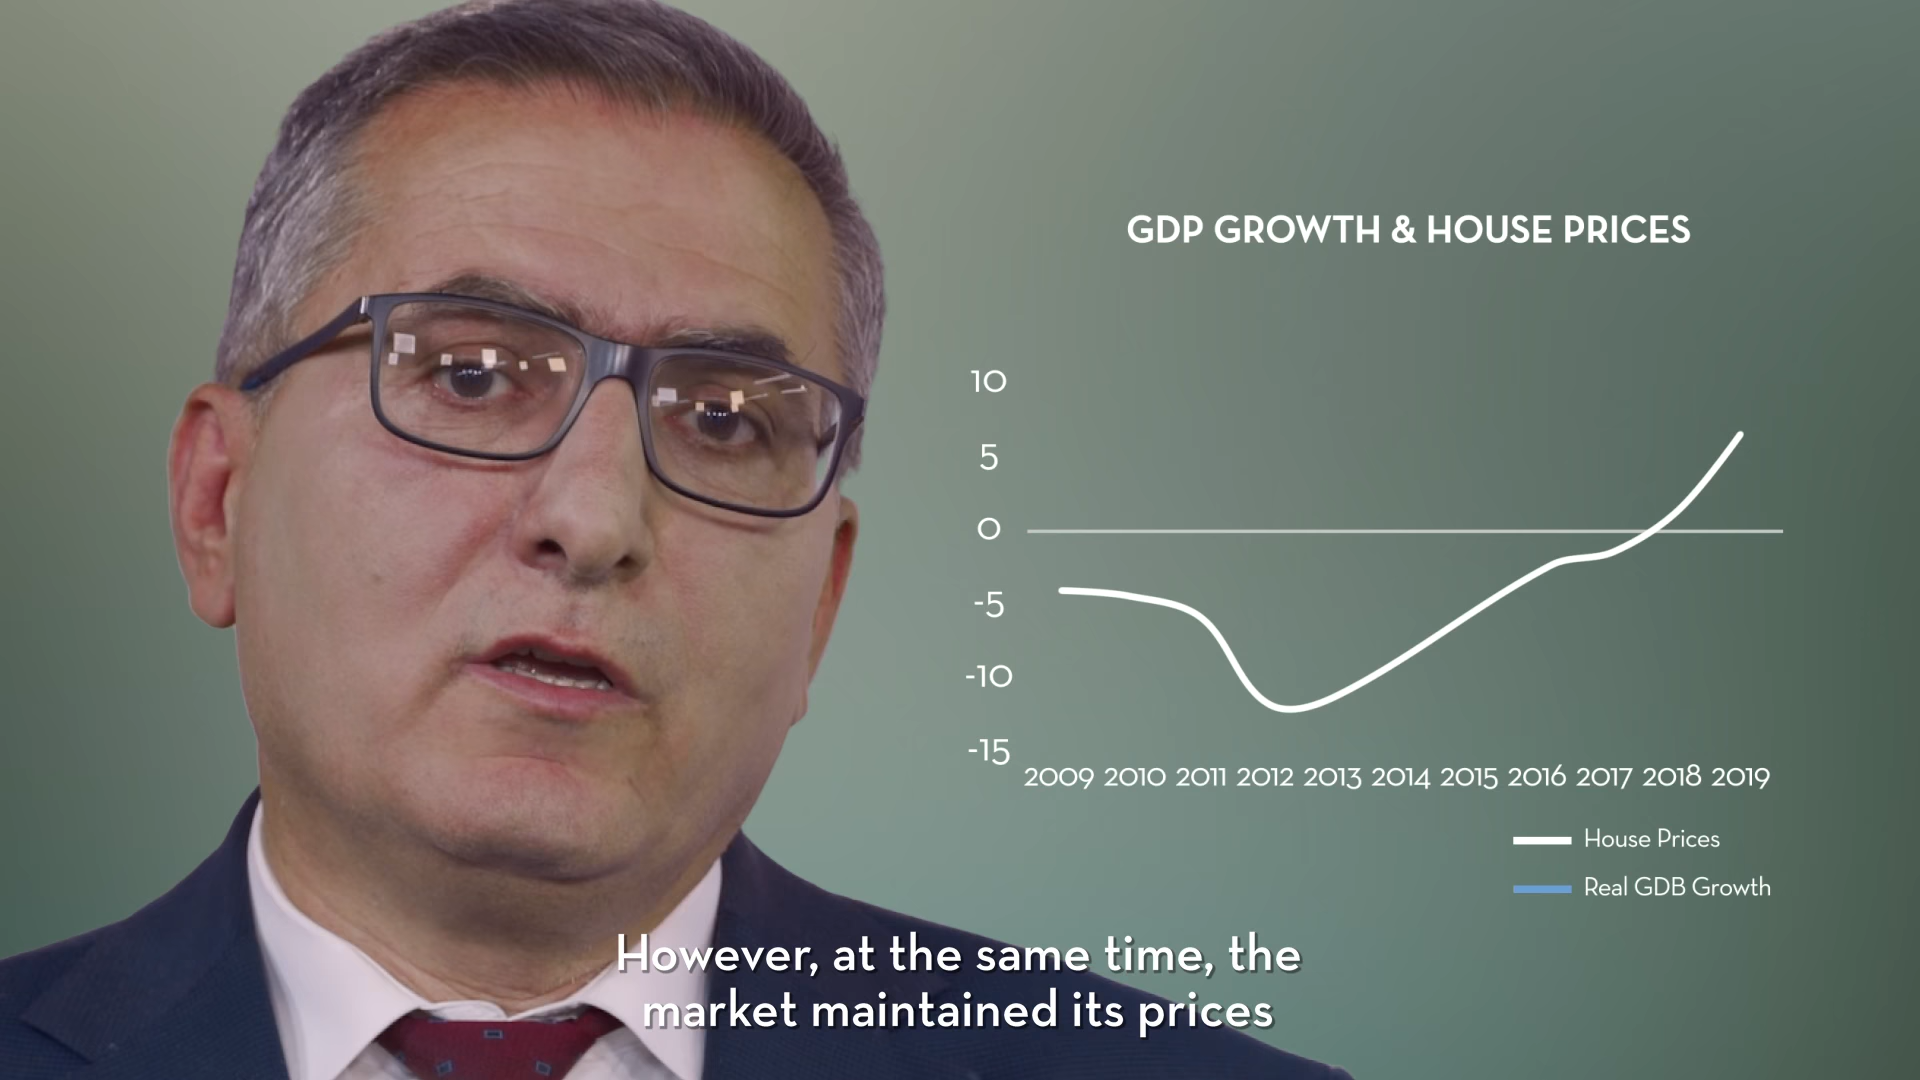 GDP GROWTH & HOUSE PRICES
10
5
0
-5
-10
-15
2009 2010 2011 2012 2013 2014 2015 2016 2017 2018 2019
House Prices
Real GDB Growth
However, at the same time, the
market maintained its prices